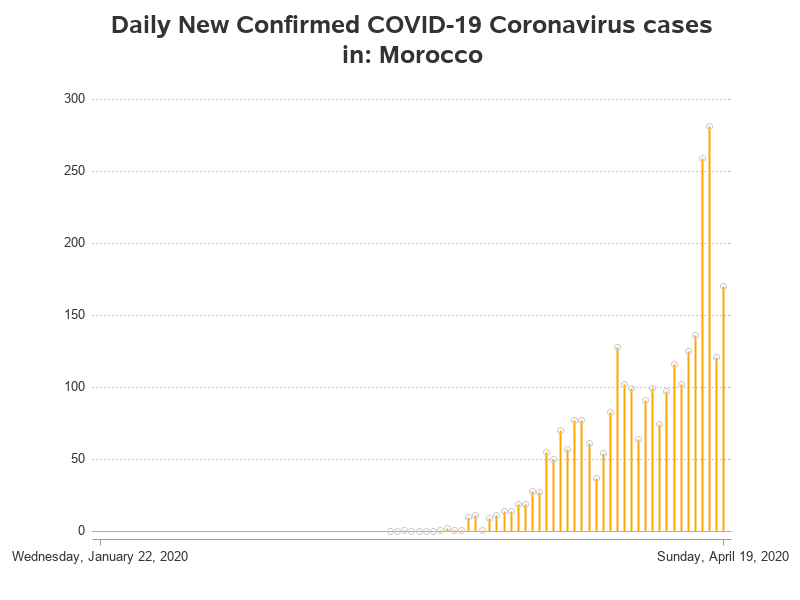 Daily New Confirmed COVID-19 Coronavirus cases
in: Morocco
300
250
200
150
100
50
0
Wednesday, January 22, 2020
Sunday, April 19, 2020